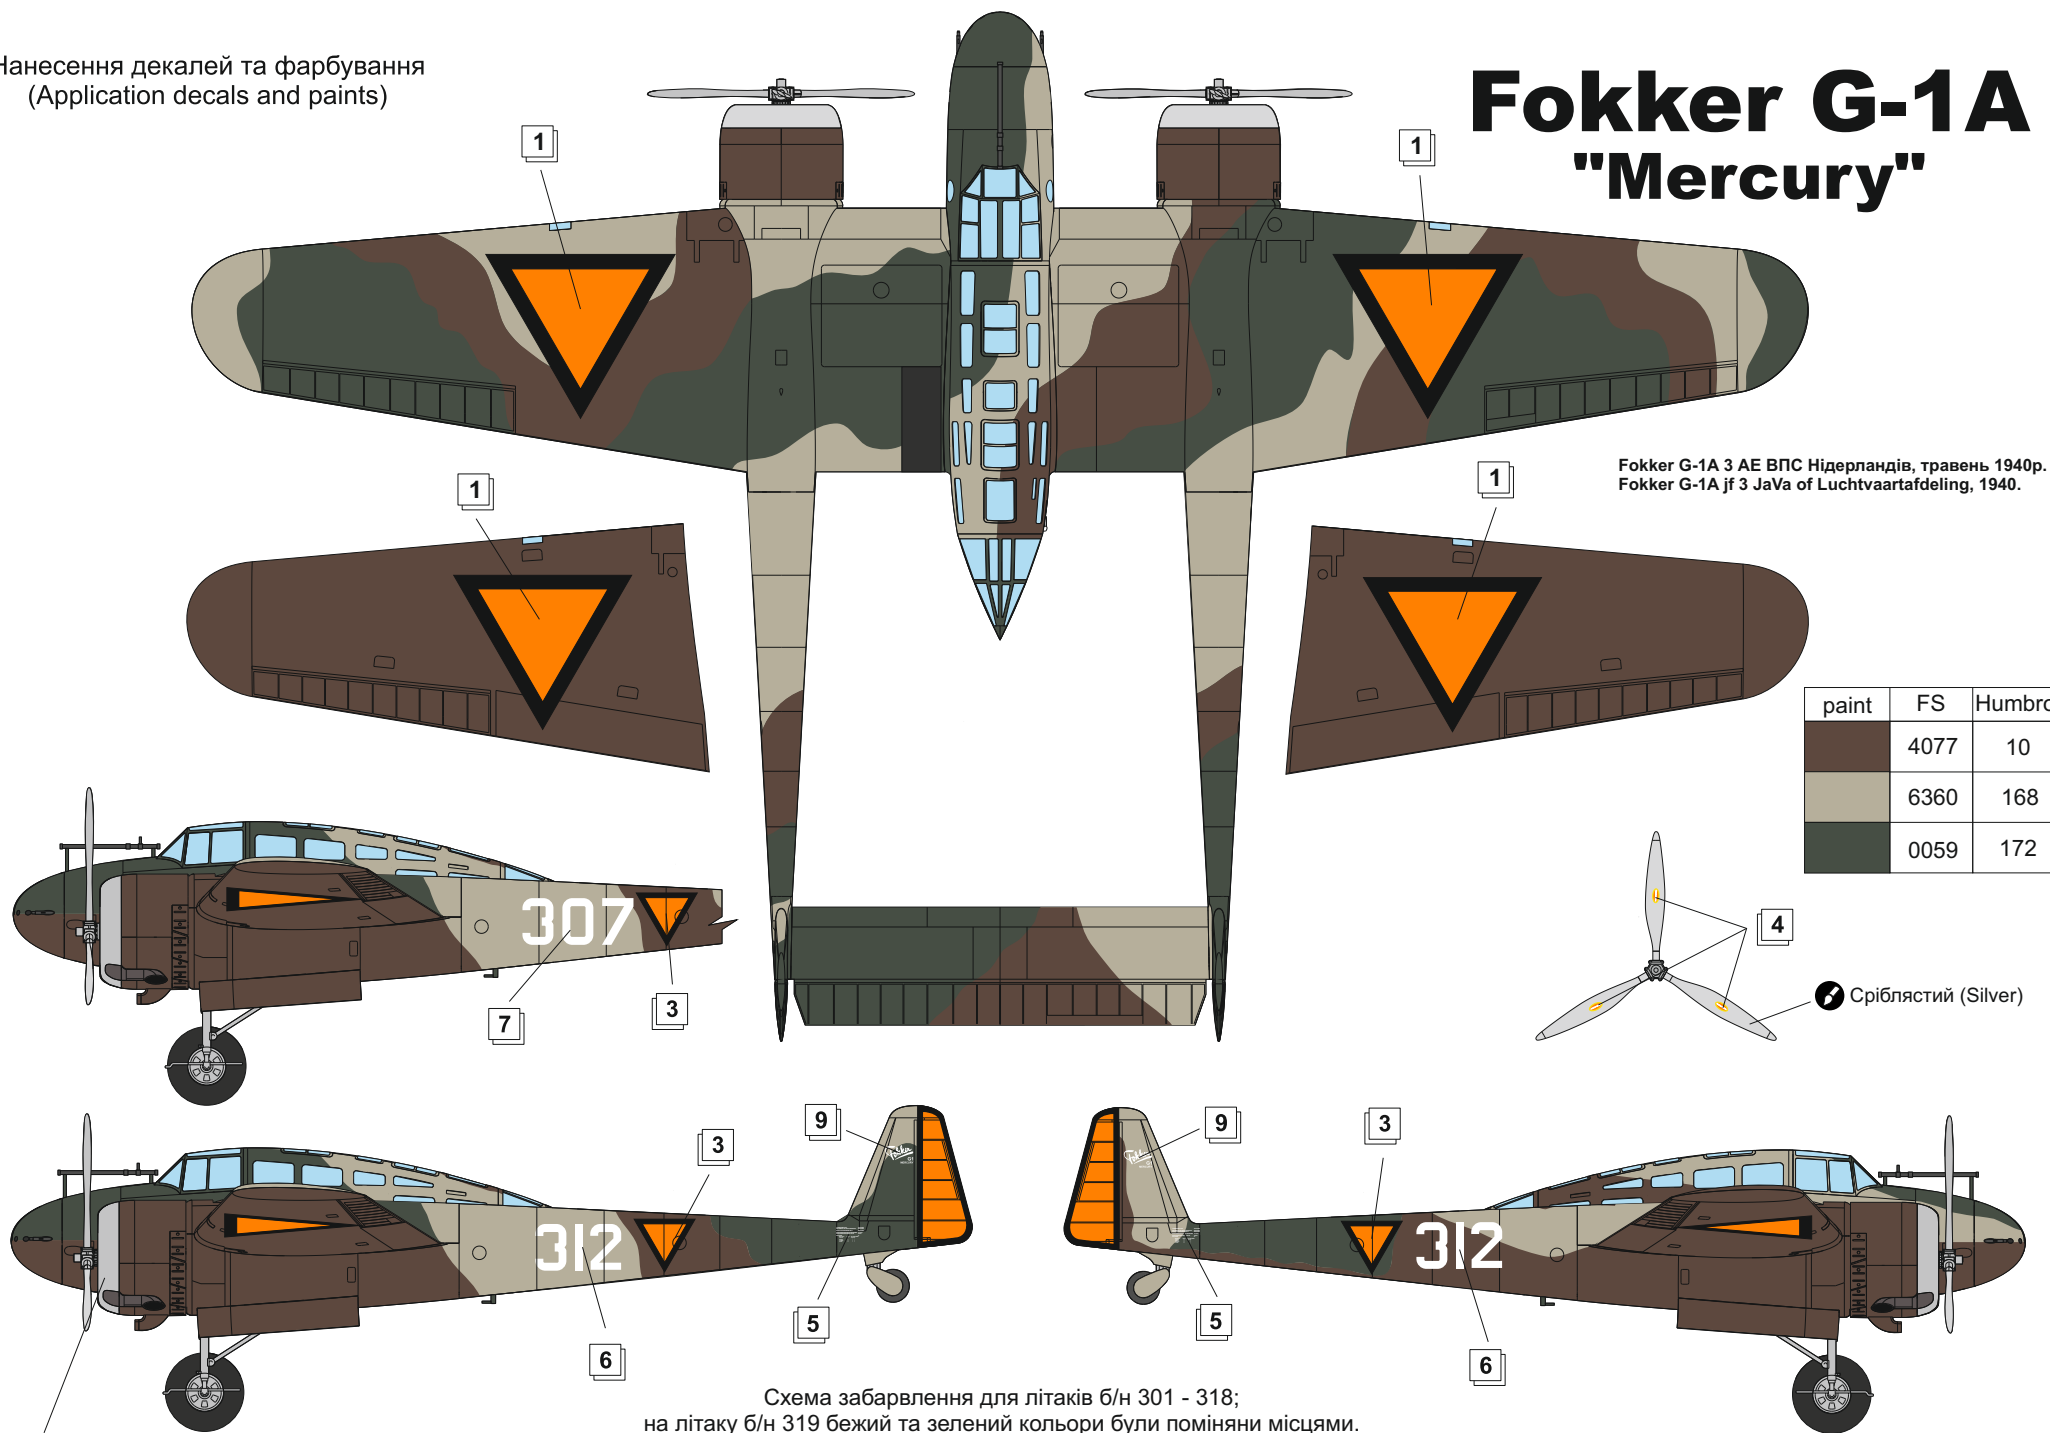 Нанесення декалей та фарбування
(Application decals and paints)
Fokker G-1A
"Mercury"
1
1
Fokker G-1A 3 АЕ ВПС Нідерландів, травень 1940р.
Fokker G-1A jf 3 JaVa of Luchtvaartafdeling, 1940.
1
1
paint FS Humbro
4077 10
6360 168
0059 172
307
7
3
4
Сріблястий (Silver)
9
3
312
5
6
9
3
312
5
6
Схема забарвлення для літаків б/н 301 - 318;
на літаку б/н 319 бежий та зелений кольори були поміняни місцями.